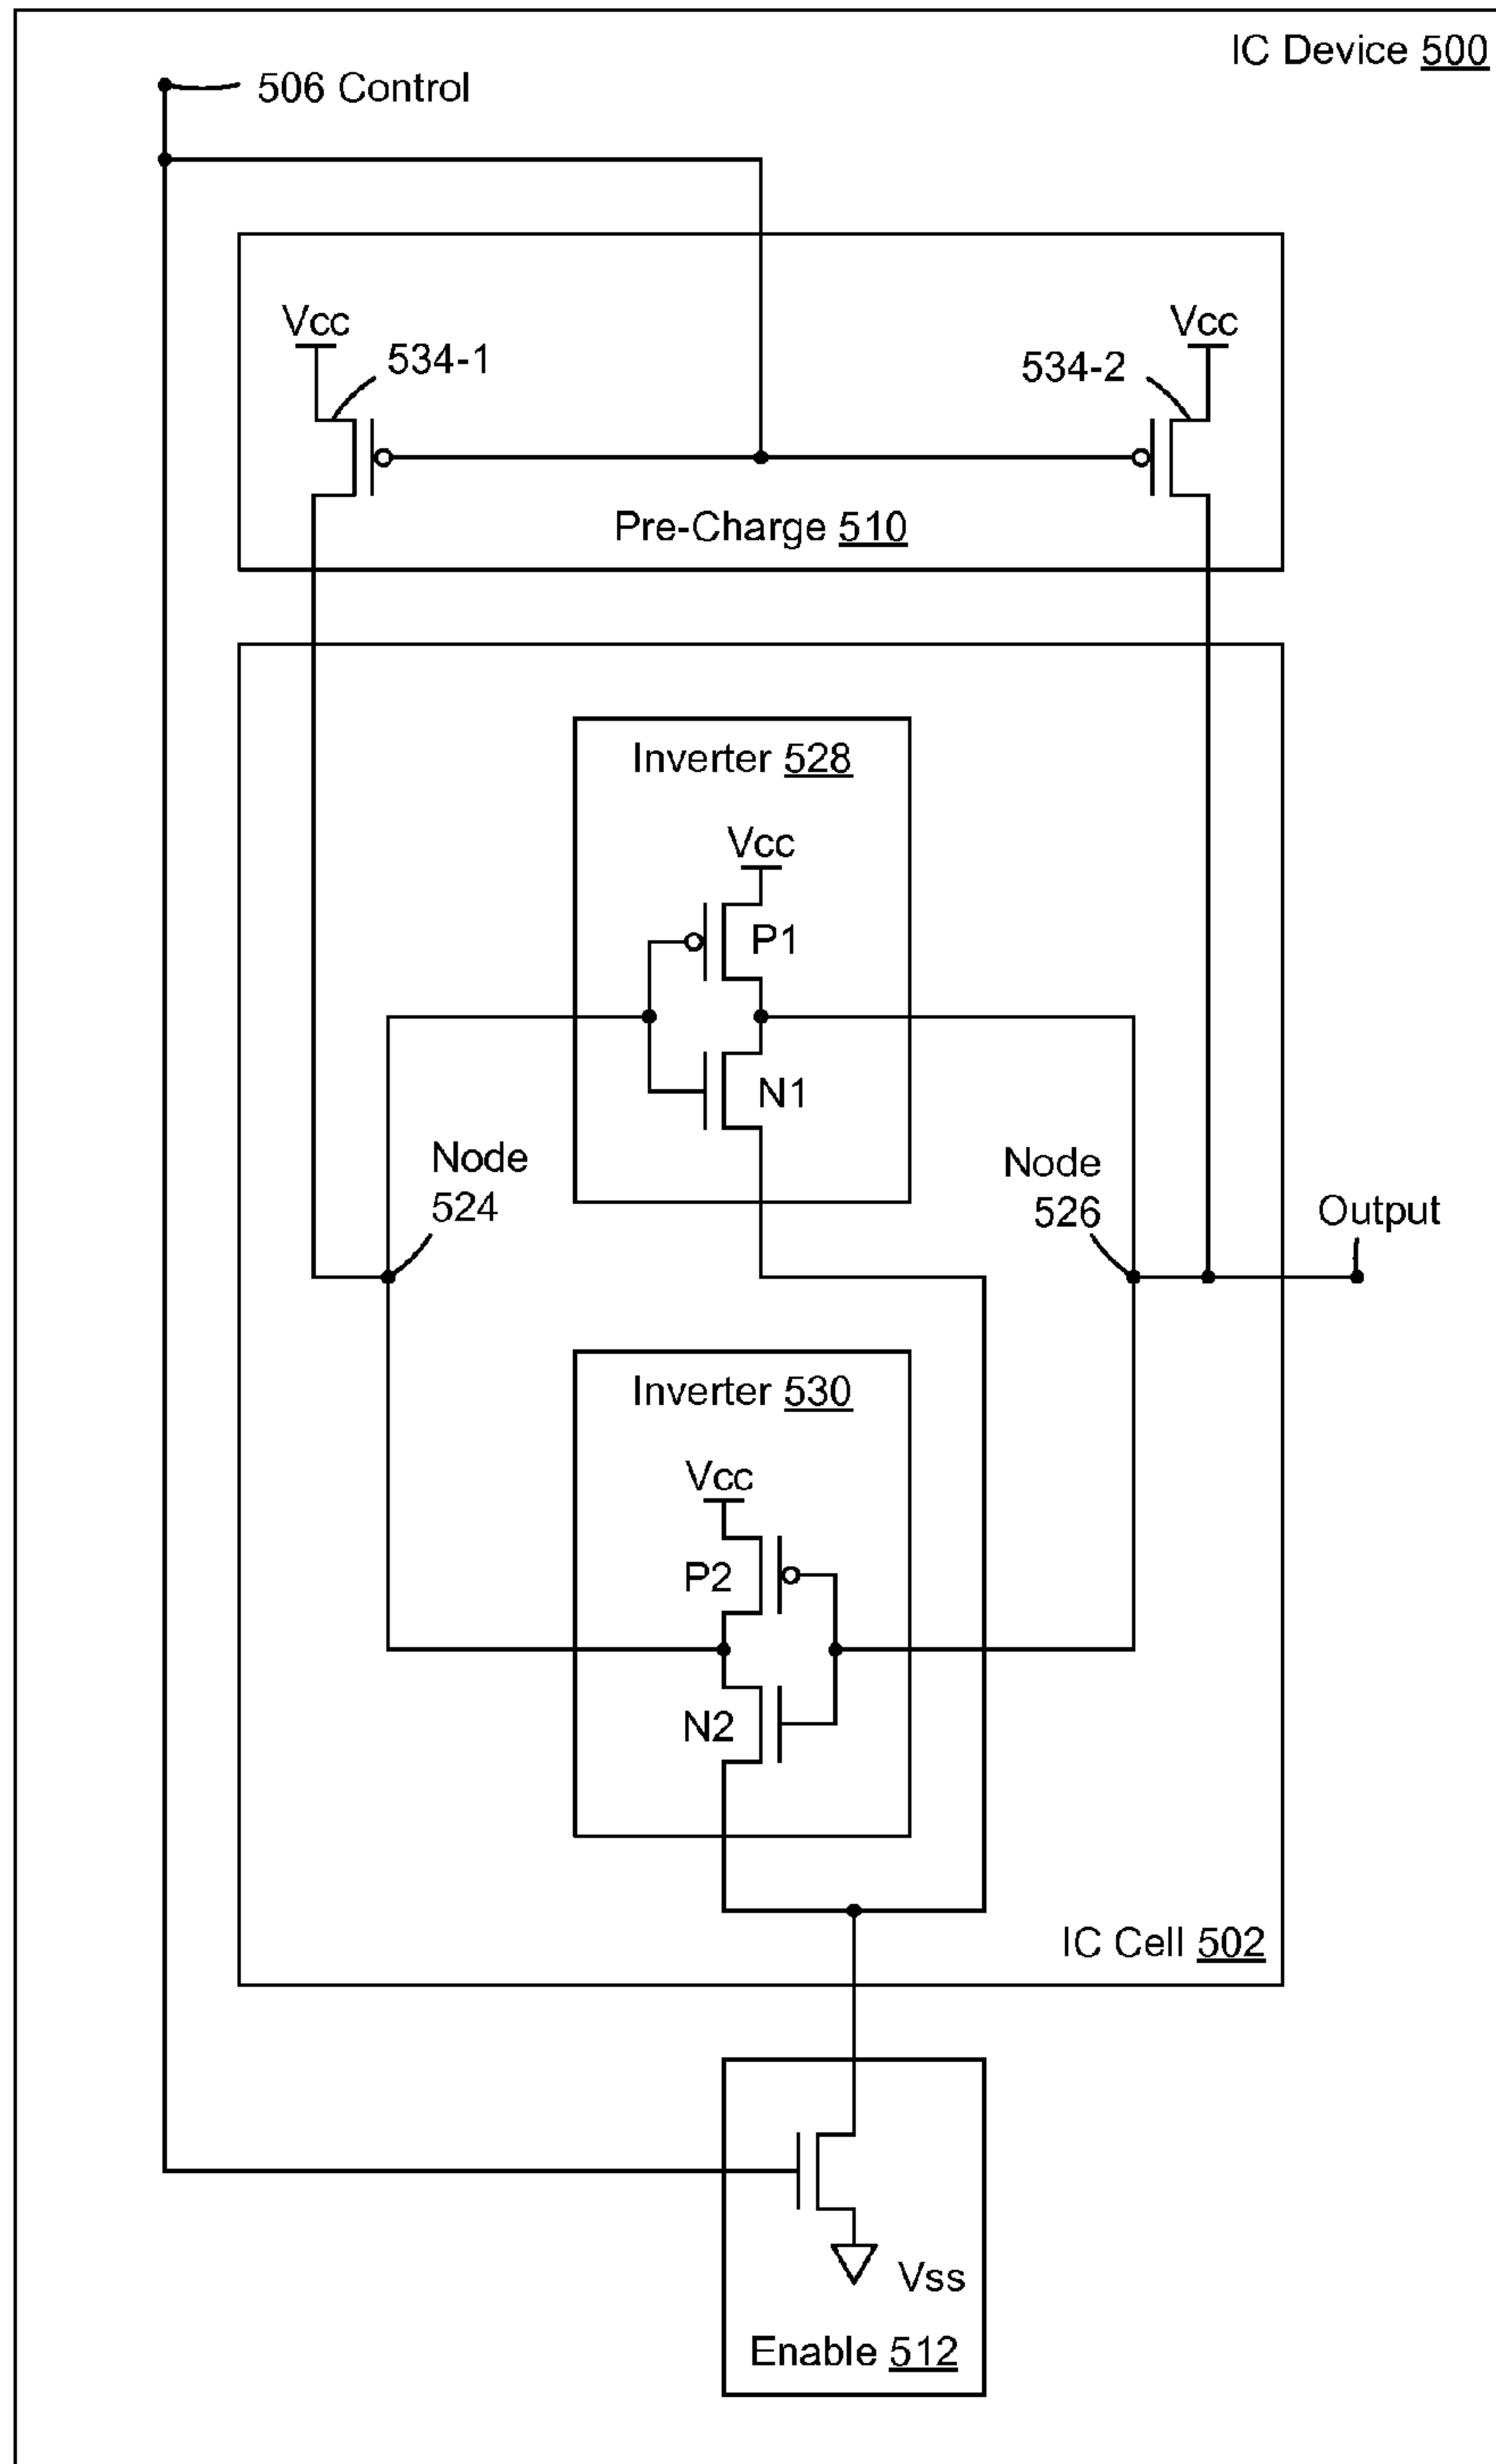 IC Device 500
506 Control
Vcc
Vcc
534-1
534-2
Pre-Charge 510
Inverter 528
Vcc
P1
N1
Node
524
Node
526
Output
Inverter 530
Vcc
P2
N2
IC Cell 502
Vss
Enable 512